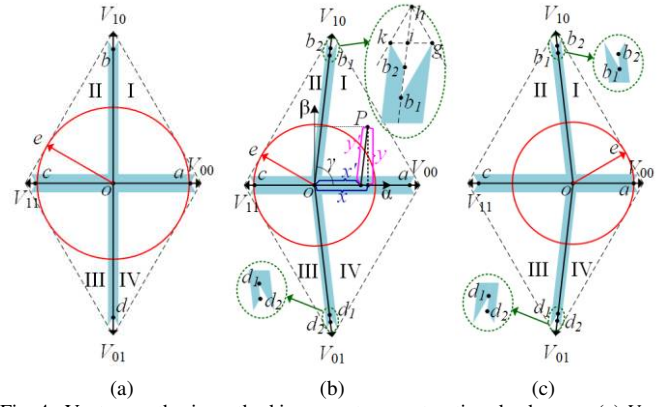 V10 V10 V10
b b2 b1 b2 b1
h
k i g
b2
b1
b2
b1
II I II I II I
β
P
e e e
y' y
γ
x'
x
c o a V00 c o a V00 c o a V00
V11 V11 V11
α
III IV III IV III IV
d1 d2 d1 d2
d d1 d2 d1 d2
V01 V01 V01
(a) (b) (c)